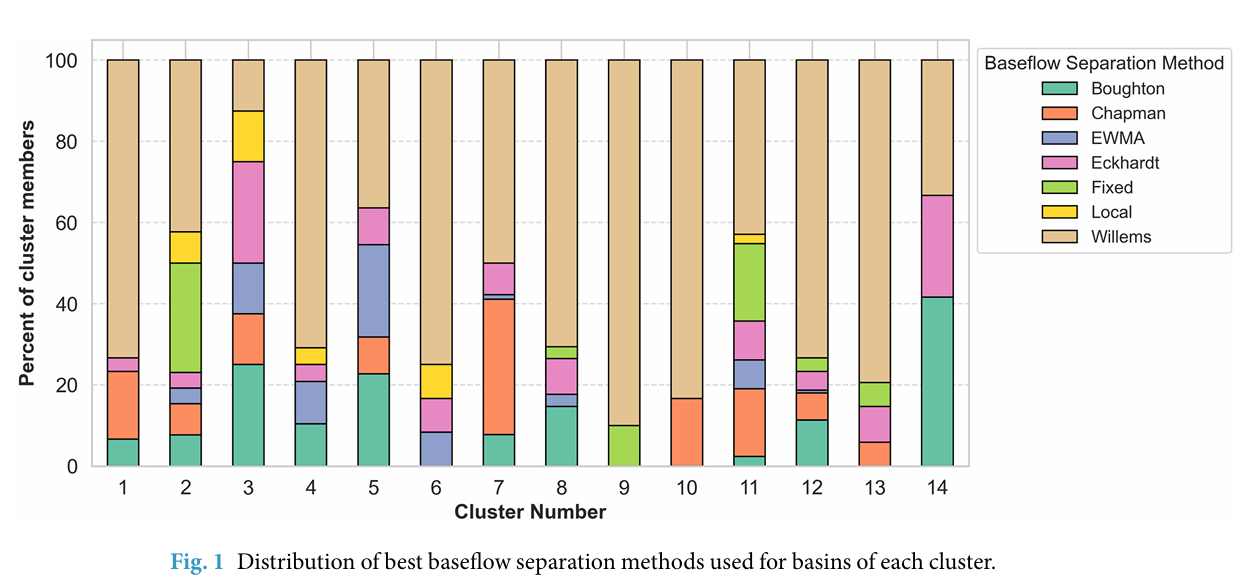 100
80
60
40
20
0
Percent of cluster members
1 2 3 4 5 6 7 8 9 10 11 12 13 14
Cluster Number
Baseflow Separation Method
Boughton
Chapman
EWMA
Eckhardt
Fixed
Local
Willems
Fig. 1 Distribution of best baseflow separation methods used for basins of each cluster.